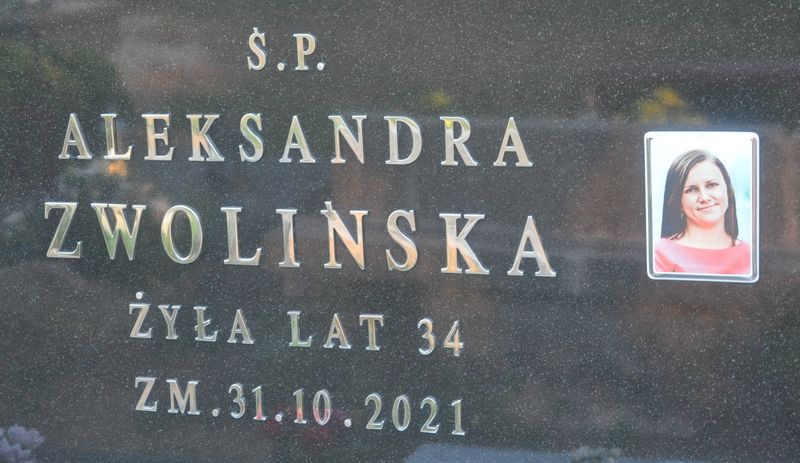 Ś.P.
ALEKSANDRA
ZWOLIŃSKA
ŻYŁA LAT 34
ZM.31.10.2021